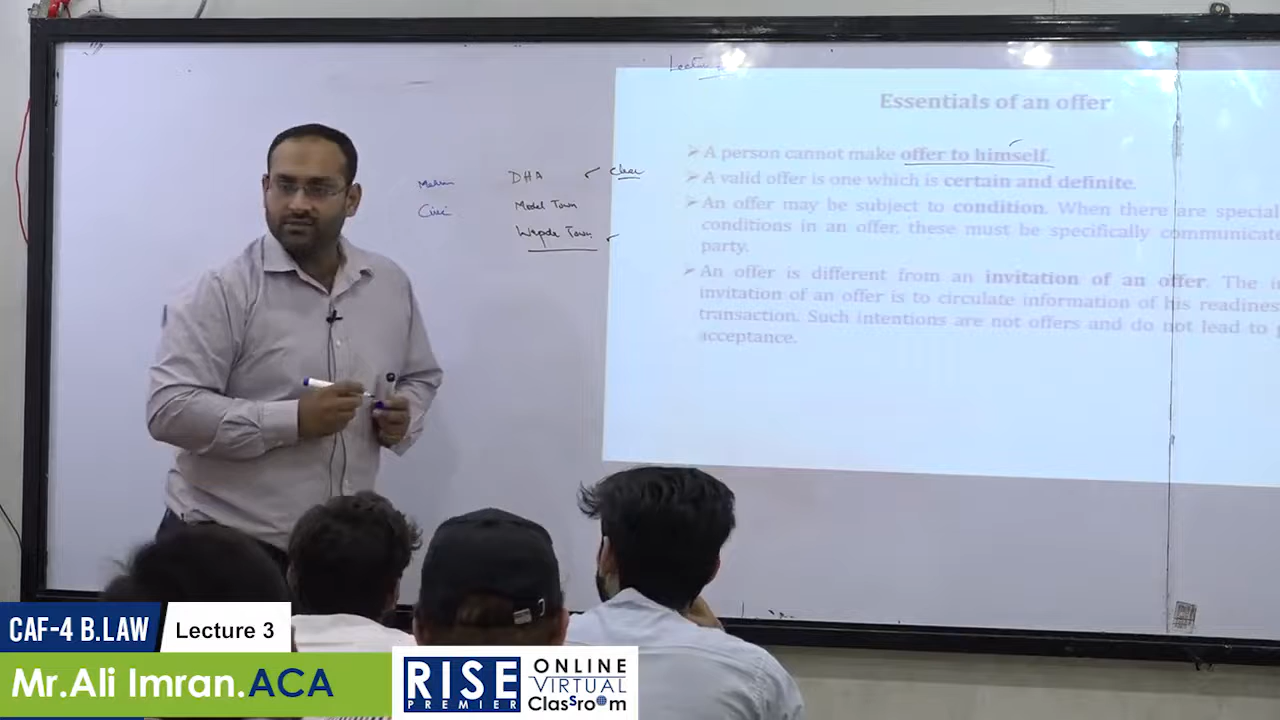 Lectu
Essentials of an offer
➢ A person cannot make offer to himself.
➢ A valid offer is one which is certain and definite.
➢ An offer may be subject to condition. When there are special
conditions in an offer, these must be specifically communicate
party.
➢ An offer is different from an invitation of an offer. The i
invitation of an offer is to circulate information of his readines
transaction. Such intentions are not offers and do not lead to
acceptance.
Mehran DHA clear
Civic Model Town
Wapda Town
CAF-4 B.LAW Lecture 3
Mr.Ali Imran.ACA
RISE
PREMIER
ONLINE
VIRTUAL
Classroom